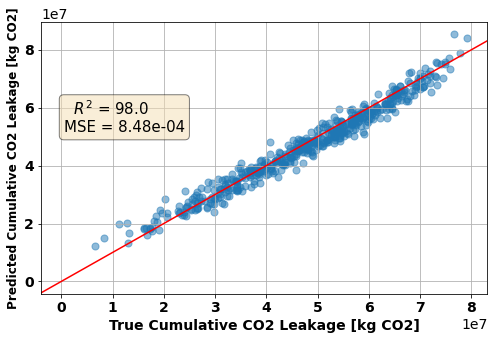 1e7
Predicted Cumulative CO2 Leakage [kg CO2]
8
6
4
2
0
R² = 98.0
MSE = 8.48e-04
0 1 2 3 4 5 6 7 8
True Cumulative CO2 Leakage [kg CO2]
1e7